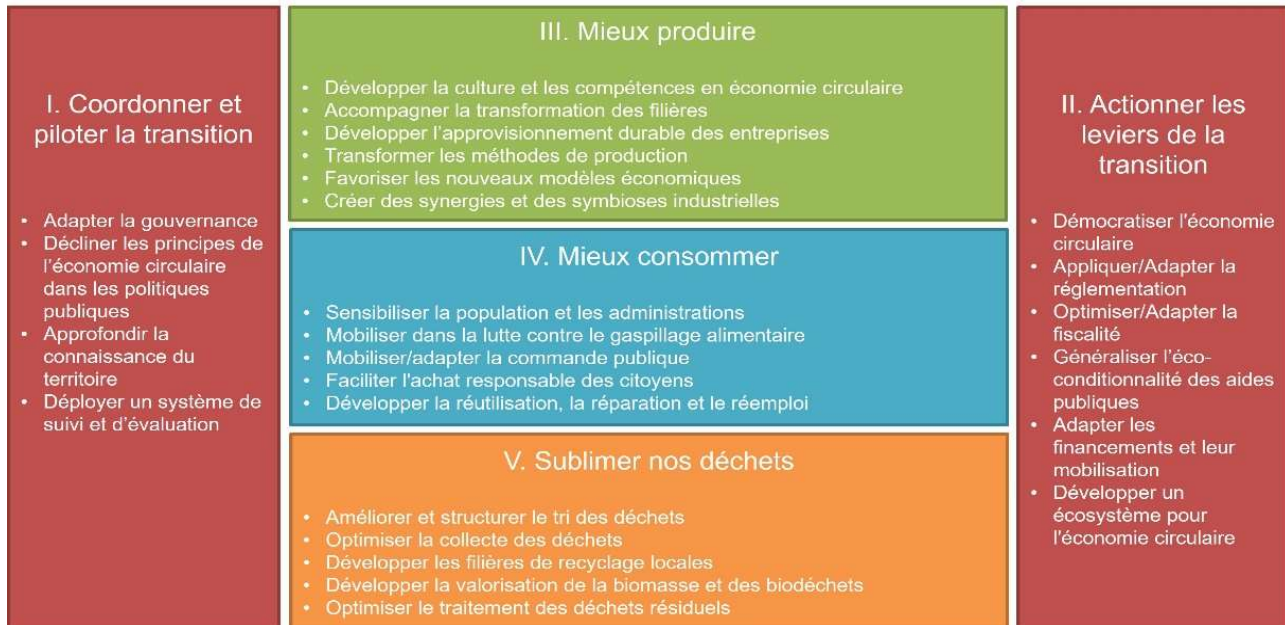 I. Coordonner et
piloter la transition
• Adapter la gouvernance
• Décliner les principes de
l'économie circulaire
dans les politiques
publiques
• Approfondir la
connaissance du
territoire
• Déployer un système de
suivi et d'évaluation
III. Mieux produire
• Développer la culture et les compétences en économie circulaire
• Accompagner la transformation des filières
• Développer l'approvisionnement durable des entreprises
• Transformer les méthodes de production
• Favoriser les nouveaux modèles économiques
• Créer des synergies et des symbioses industrielles
IV. Mieux consommer
• Sensibiliser la population et les administrations
• Mobiliser dans la lutte contre le gaspillage alimentaire
• Mobiliser/adapter la commande publique
• Faciliter l'achat responsable des citoyens
• Développer la réutilisation, la réparation et le réemploi
V. Sublimer nos déchets
• Améliorer et structurer le tri des déchets
• Optimiser la collecte des déchets
• Développer les filières de recyclage locales
• Développer la valorisation de la biomasse et des biodéchets
• Optimiser le traitement des déchets résiduels
II. Actionner les
leviers de la
transition
• Démocratiser l'économie
circulaire
• Appliquer/Adapter la
réglementation
• Optimiser/Adapter la
fiscalité
• Généraliser l'éco-
conditionnalité des aides
publiques
• Adapter les
financements et leur
mobilisation
• Développer un
écosystème pour
l'économie circulaire